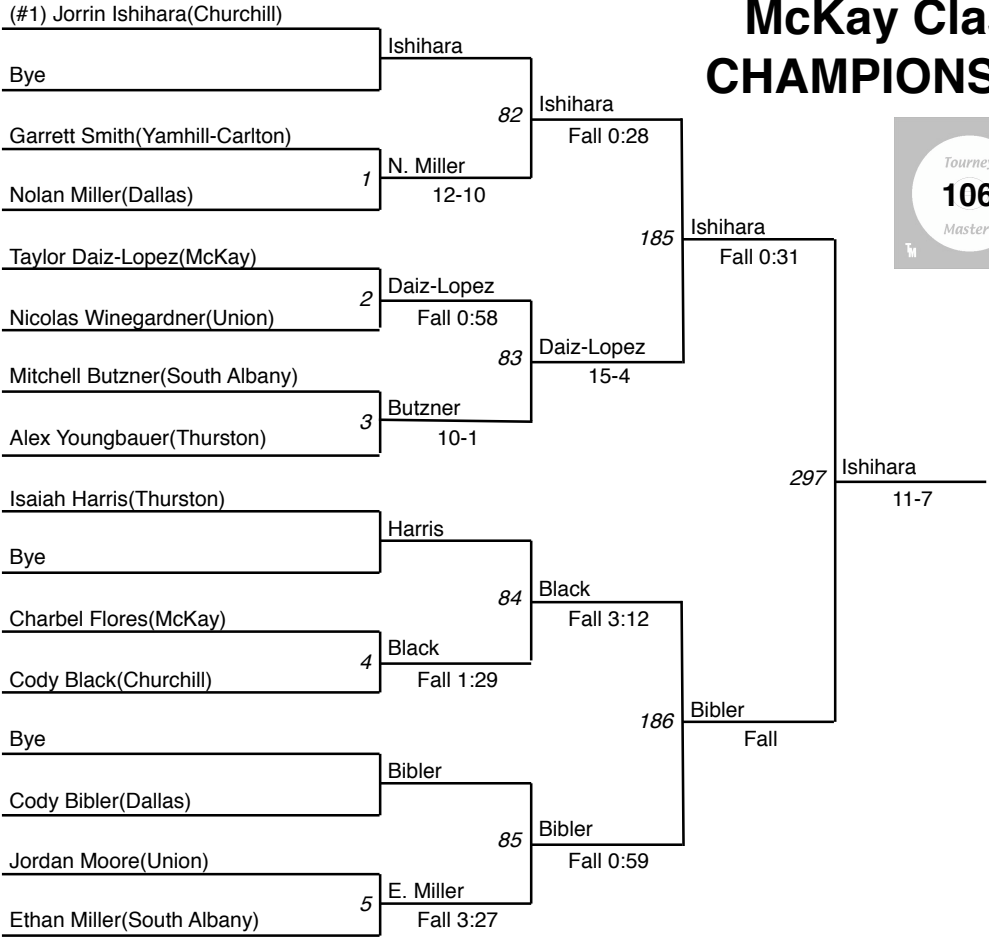 (#1) Jorrin Ishihara(Churchill)
McKay Clas
Ishihara
Bye
CHAMPIONS
82
Ishihara
Fall 0:28
Garrett Smith(Yamhill-Carlton)
1
N. Miller
12-10
Nolan Miller(Dallas)
Tourney
106
Master
TM
185
Ishihara
Fall 0:31
Taylor Daiz-Lopez(McKay)
2
Daiz-Lopez
Fall 0:58
Nicolas Winegardner(Union)
83
Daiz-Lopez
15-4
Mitchell Butzner(South Albany)
3
Butzner
10-1
Alex Youngbauer(Thurston)
297
Ishihara
11-7
Isaiah Harris(Thurston)
Harris
Bye
84
Black
Fall 3:12
Charbel Flores(McKay)
4
Black
Fall 1:29
Cody Black(Churchill)
186
Bibler
Fall
Bye
Bibler
Cody Bibler(Dallas)
85
Bibler
Fall 0:59
Jordan Moore(Union)
5
E. Miller
Fall 3:27
Ethan Miller(South Albany)